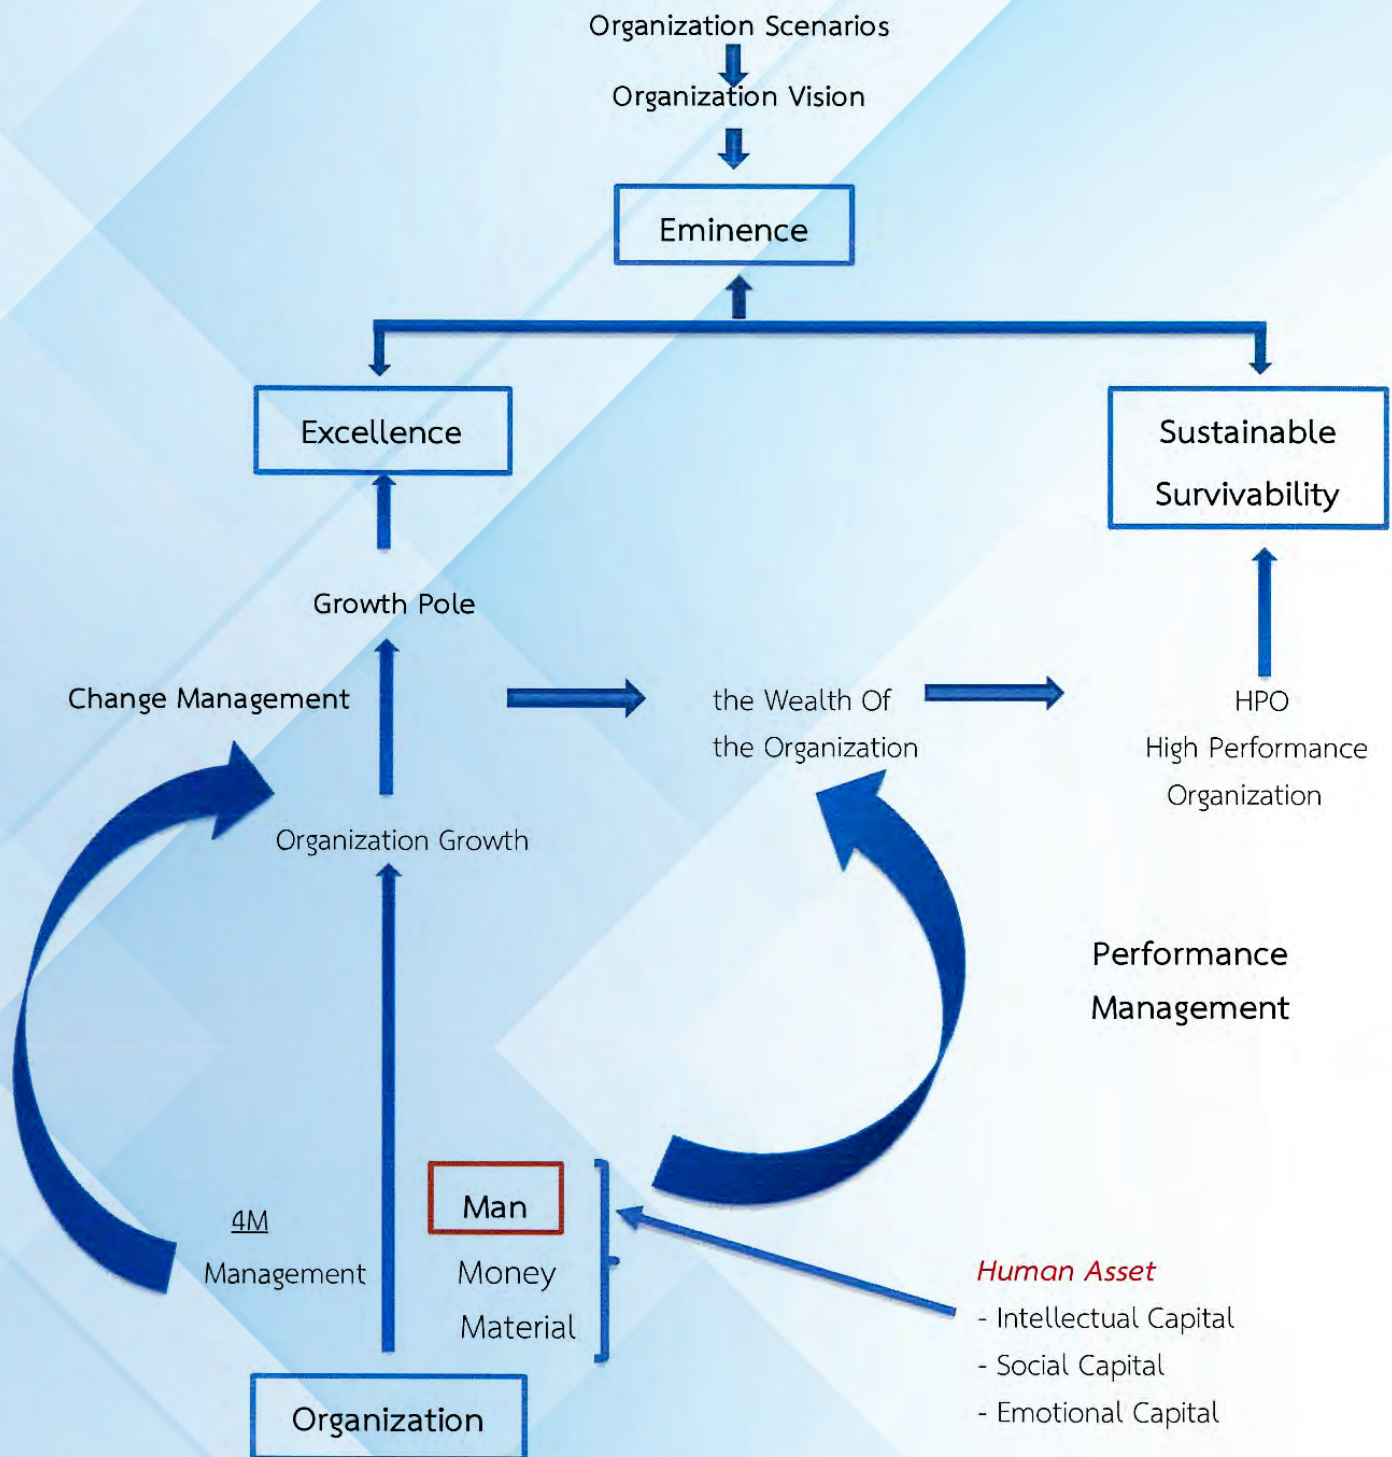 Organization Scenarios
Organization Vision
Eminence
Excellence
Sustainable
Survivability
Growth Pole
Change Management
the Wealth Of
the Organization
HPO
High Performance
Organization
Organization Growth
Performance
Management
4M
Management
Man
Money
Material
Human Asset
- Intellectual Capital
- Social Capital
- Emotional Capital
Organization